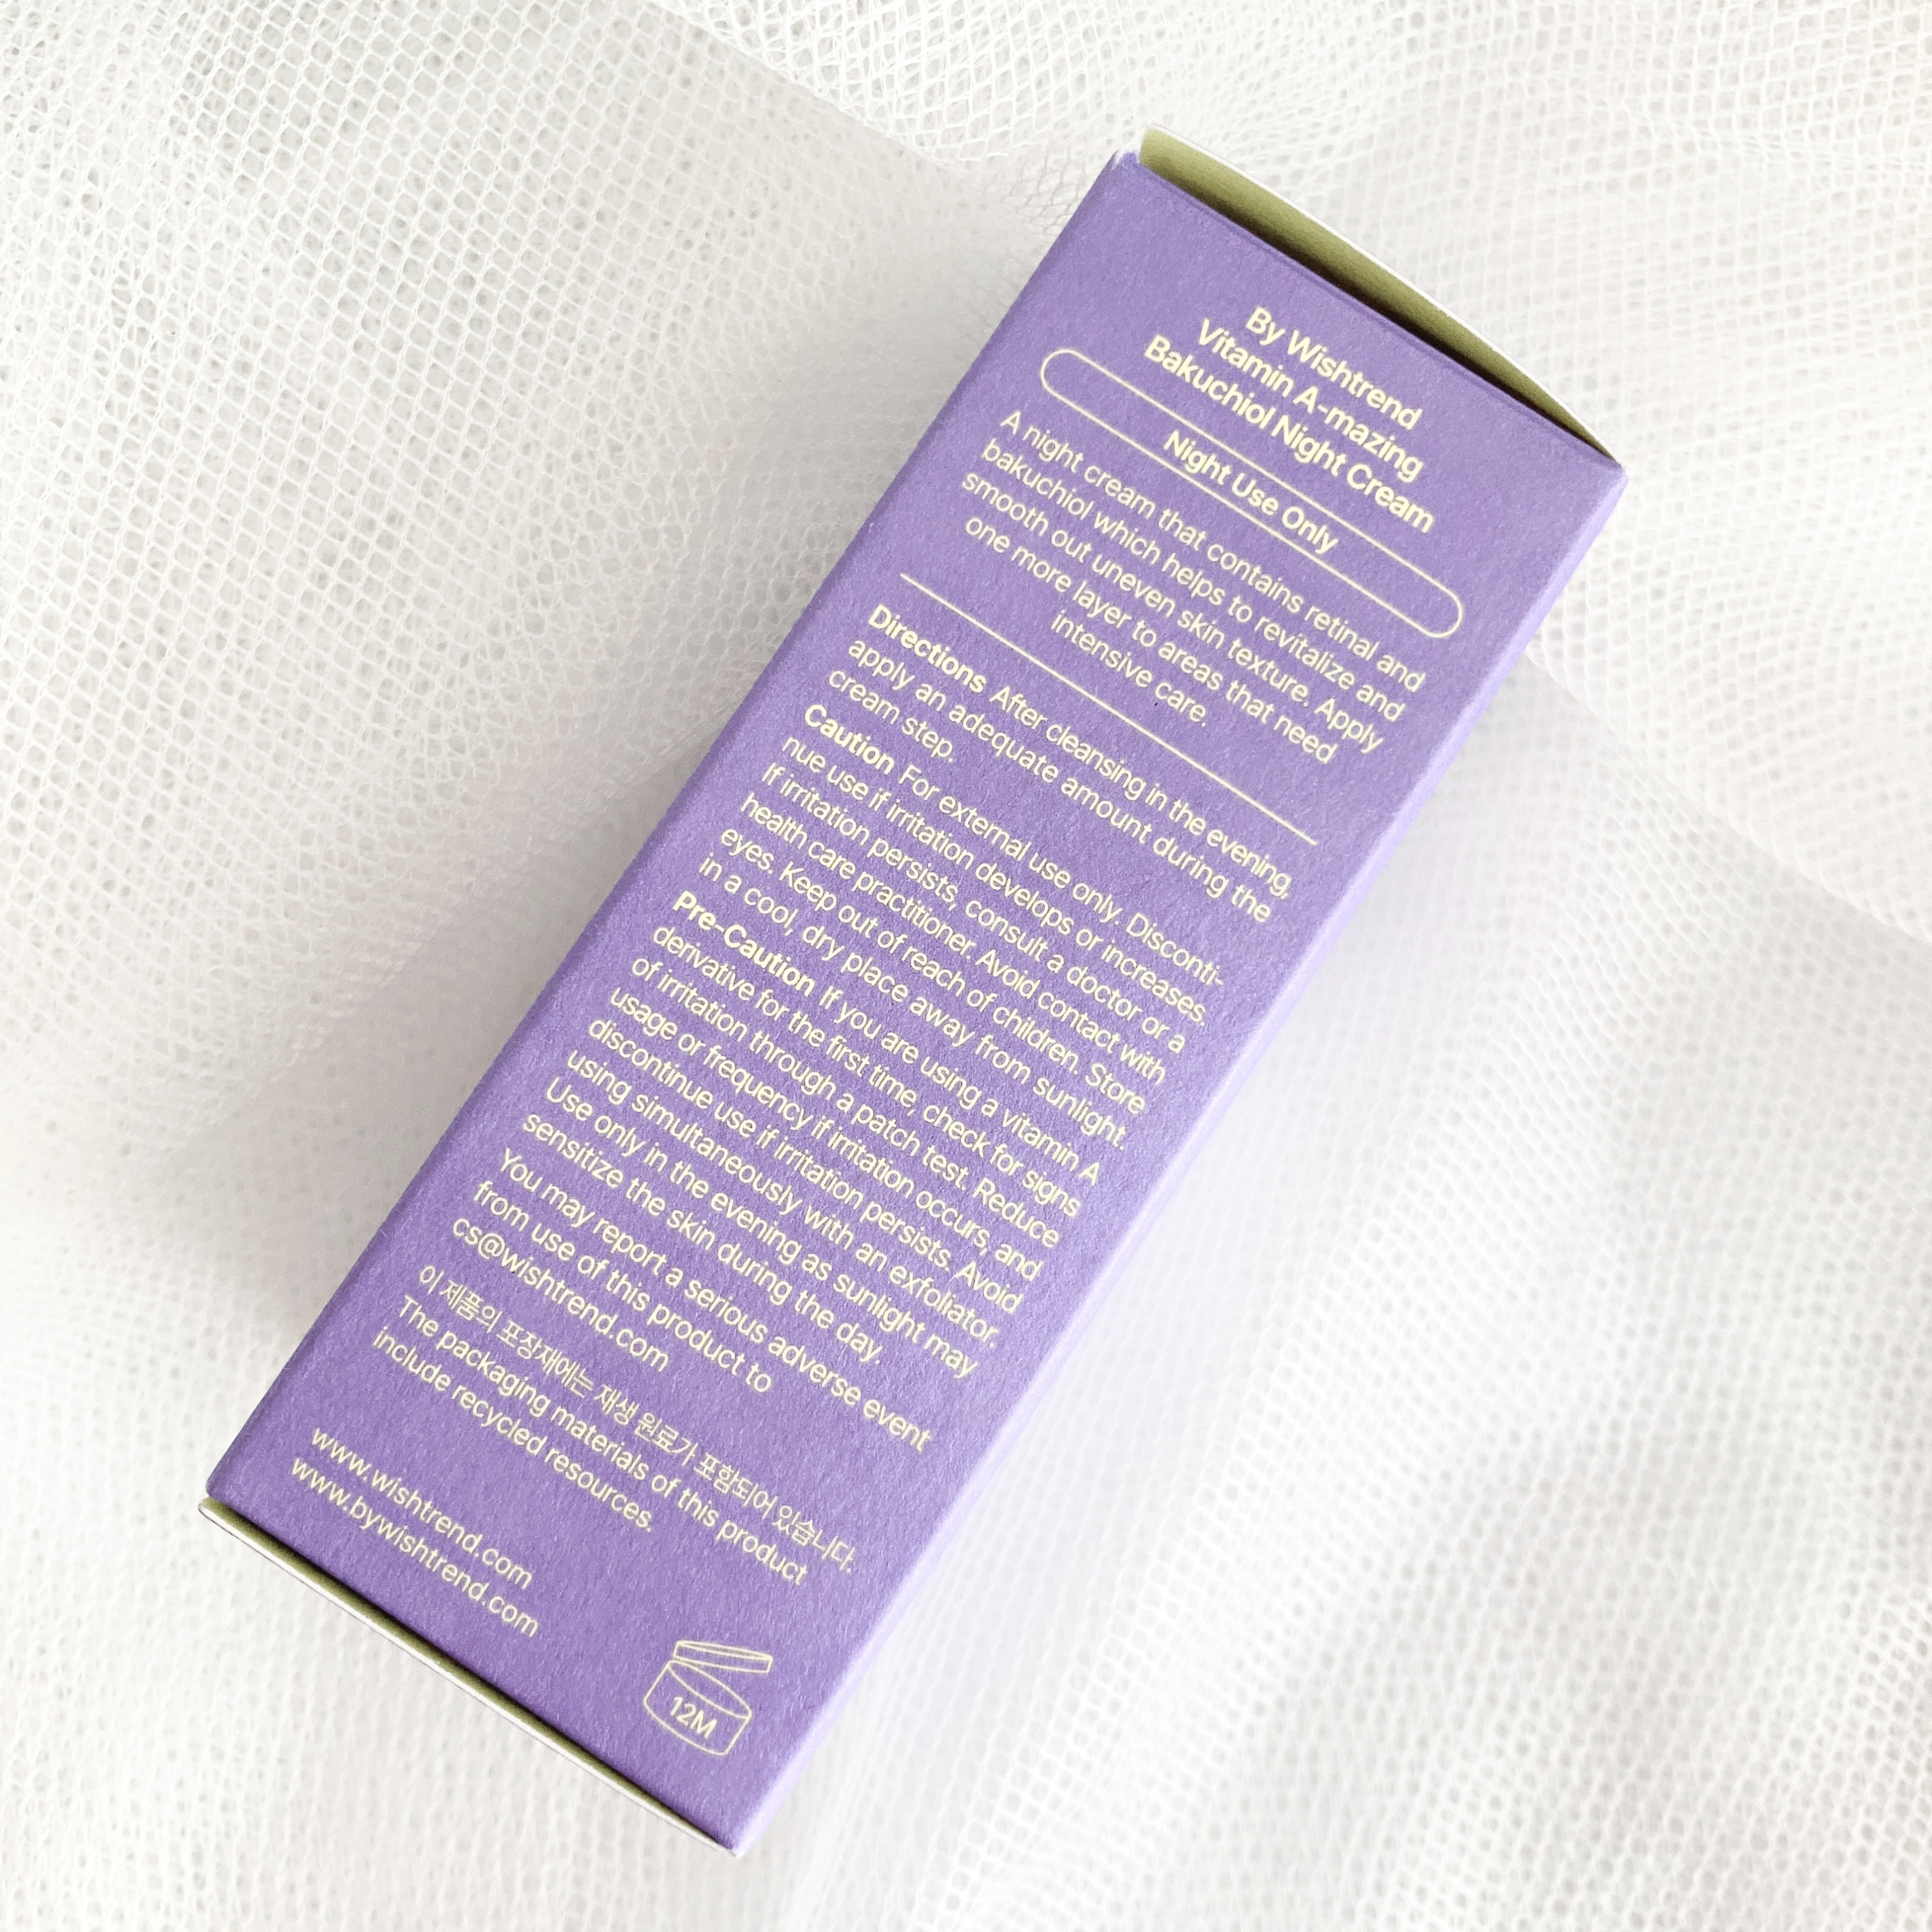 By Wishtrend
Vitamin A-mazing
Bakuchiol Night Cream
Night Use Only
A night cream that contains retinal and
bakuchiol which helps to revitalize and
smooth out uneven skin texture. Apply
one more layer to areas that need
intensive care.
Directions After cleansing in the evening,
apply an adequate amount during the
cream step.
Caution For external use only. Disconti-
nue use if irritation develops or increases.
If irritation persists, consult a doctor or a
health care practitioner. Avoid contact with
eyes. Keep out of reach of children. Store
in a cool, dry place away from sunlight.
Pre-Caution If you are using a vitamin A
derivative for the first time, check for signs
of irritation through a patch test. Reduce
usage or frequency if irritation occurs, and
discontinue use if irritation persists. Avoid
using simultaneously with an exfoliator.
Use only in the evening as sunlight may
sensitize the skin during the day.
You may report a serious adverse event
from use of this product to
cs@wishtrend.com
이 제품의 포장재에는 재생 원료가 포함되어 있습니다.
The packaging materials of this product
include recycled resources.
www.wishtrend.com
www.bywishtrend.com
12M